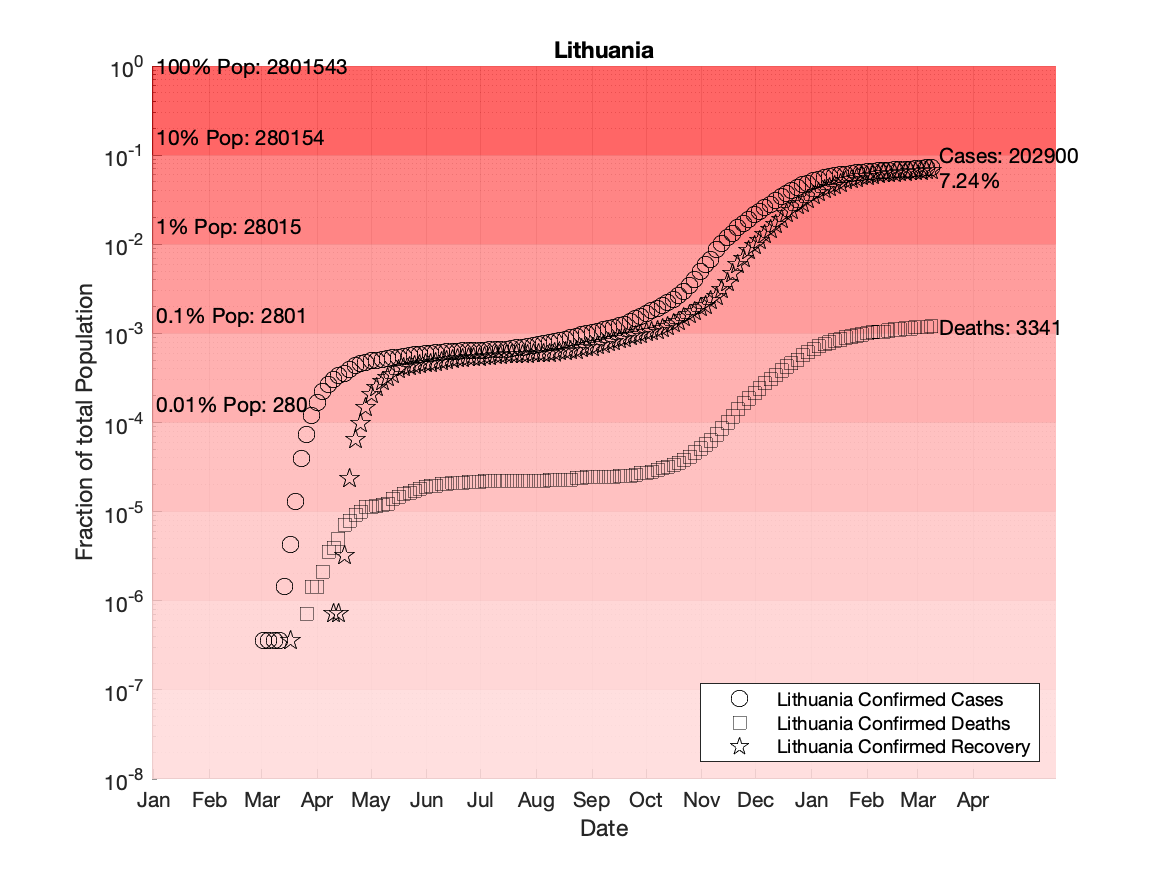 Lithuania
10^0
100% Pop: 2801543
10% Pop: 280154
10^-1
Cases: 202900
7.24%
1% Pop: 28015
10^-2
0.1% Pop: 2801
10^-3
Deaths: 3341
0.01% Pop: 280
10^-4
10^-5
10^-6
10^-7
10^-8
Fraction of total Population
Lithuania Confirmed Cases
Lithuania Confirmed Deaths
Lithuania Confirmed Recovery
Jan Feb Mar Apr May Jun Jul Aug Sep Oct Nov Dec Jan Feb Mar Apr
Date